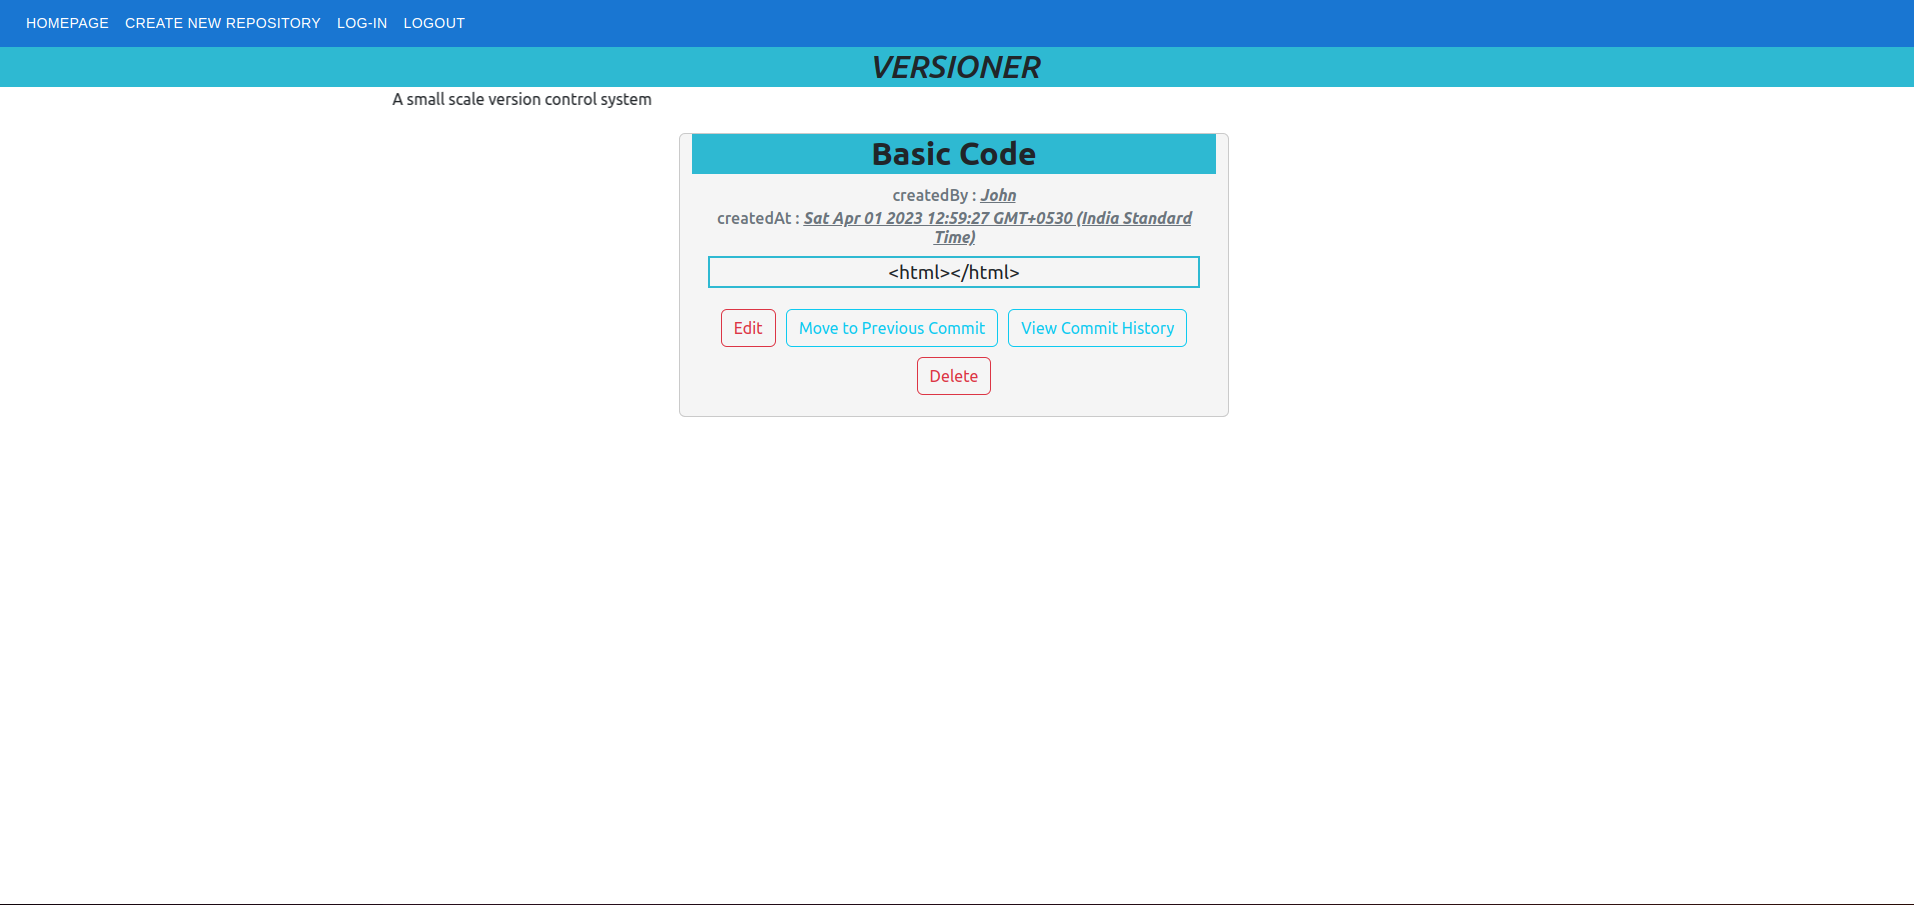 HOMEPAGE CREATE NEW REPOSITORY LOG-IN LOGOUT
VERSIONER
A small scale version control system
Basic Code
createdBy : John
createdAt : Sat Apr 01 2023 12:59:27 GMT+0530 (India Standard
Time)
<html></html>
Edit Move to Previous Commit View Commit History
Delete